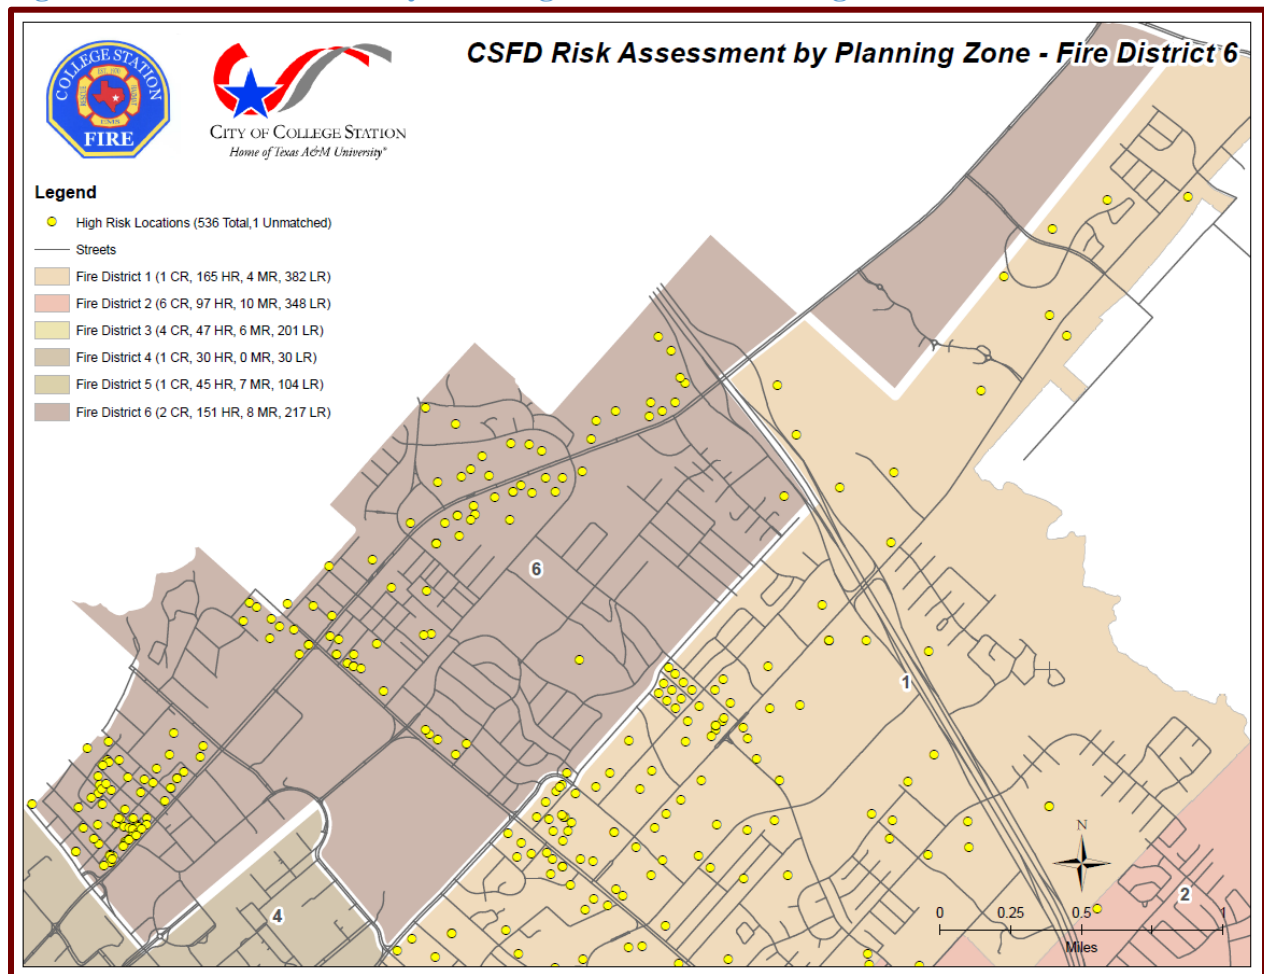 CSFD Risk Assessment by Planning Zone - Fire District 6
COLLEGE STATION
RESCUE
EMS
FIRE
CITY OF COLLEGE STATION
Home of Texas A&M University®
Legend
High Risk Locations (536 Total,1 Unmatched)
Streets
Fire District 1 (1 CR, 165 HR, 4 MR, 382 LR)
Fire District 2 (6 CR, 97 HR, 10 MR, 348 LR)
Fire District 3 (4 CR, 47 HR, 6 MR, 201 LR)
Fire District 4 (1 CR, 30 HR, 0 MR, 30 LR)
Fire District 5 (1 CR, 45 HR, 7 MR, 104 LR)
Fire District 6 (2 CR, 151 HR, 8 MR, 217 LR)
6
1
4
2
N
0 0.25 0.5 1
Miles